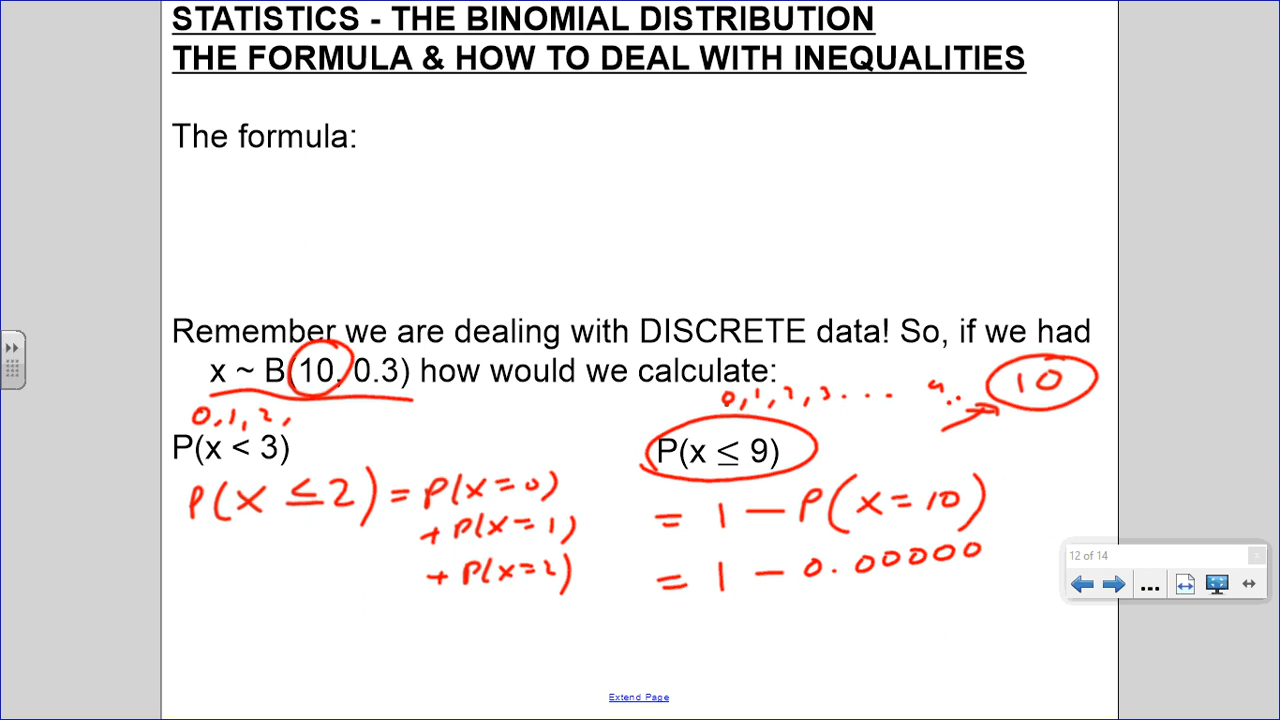 STATISTICS - THE BINOMIAL DISTRIBUTION
THE FORMULA & HOW TO DEAL WITH INEQUALITIES
The formula:
Remember we are dealing with DISCRETE data! So, if we had
x ~ B(10, 0.3) how would we calculate:
0, 1, 2,
P(x < 3)
P(x ≤ 2) = P(x = 0)
+ P(x = 1)
+ P(x = 2)
0, 1, 2, 3 . . . 9 . . 10
P(x ≤ 9)
= 1 - P(x = 10)
= 1 - 0.00000
12 of 14
...
Extend Page